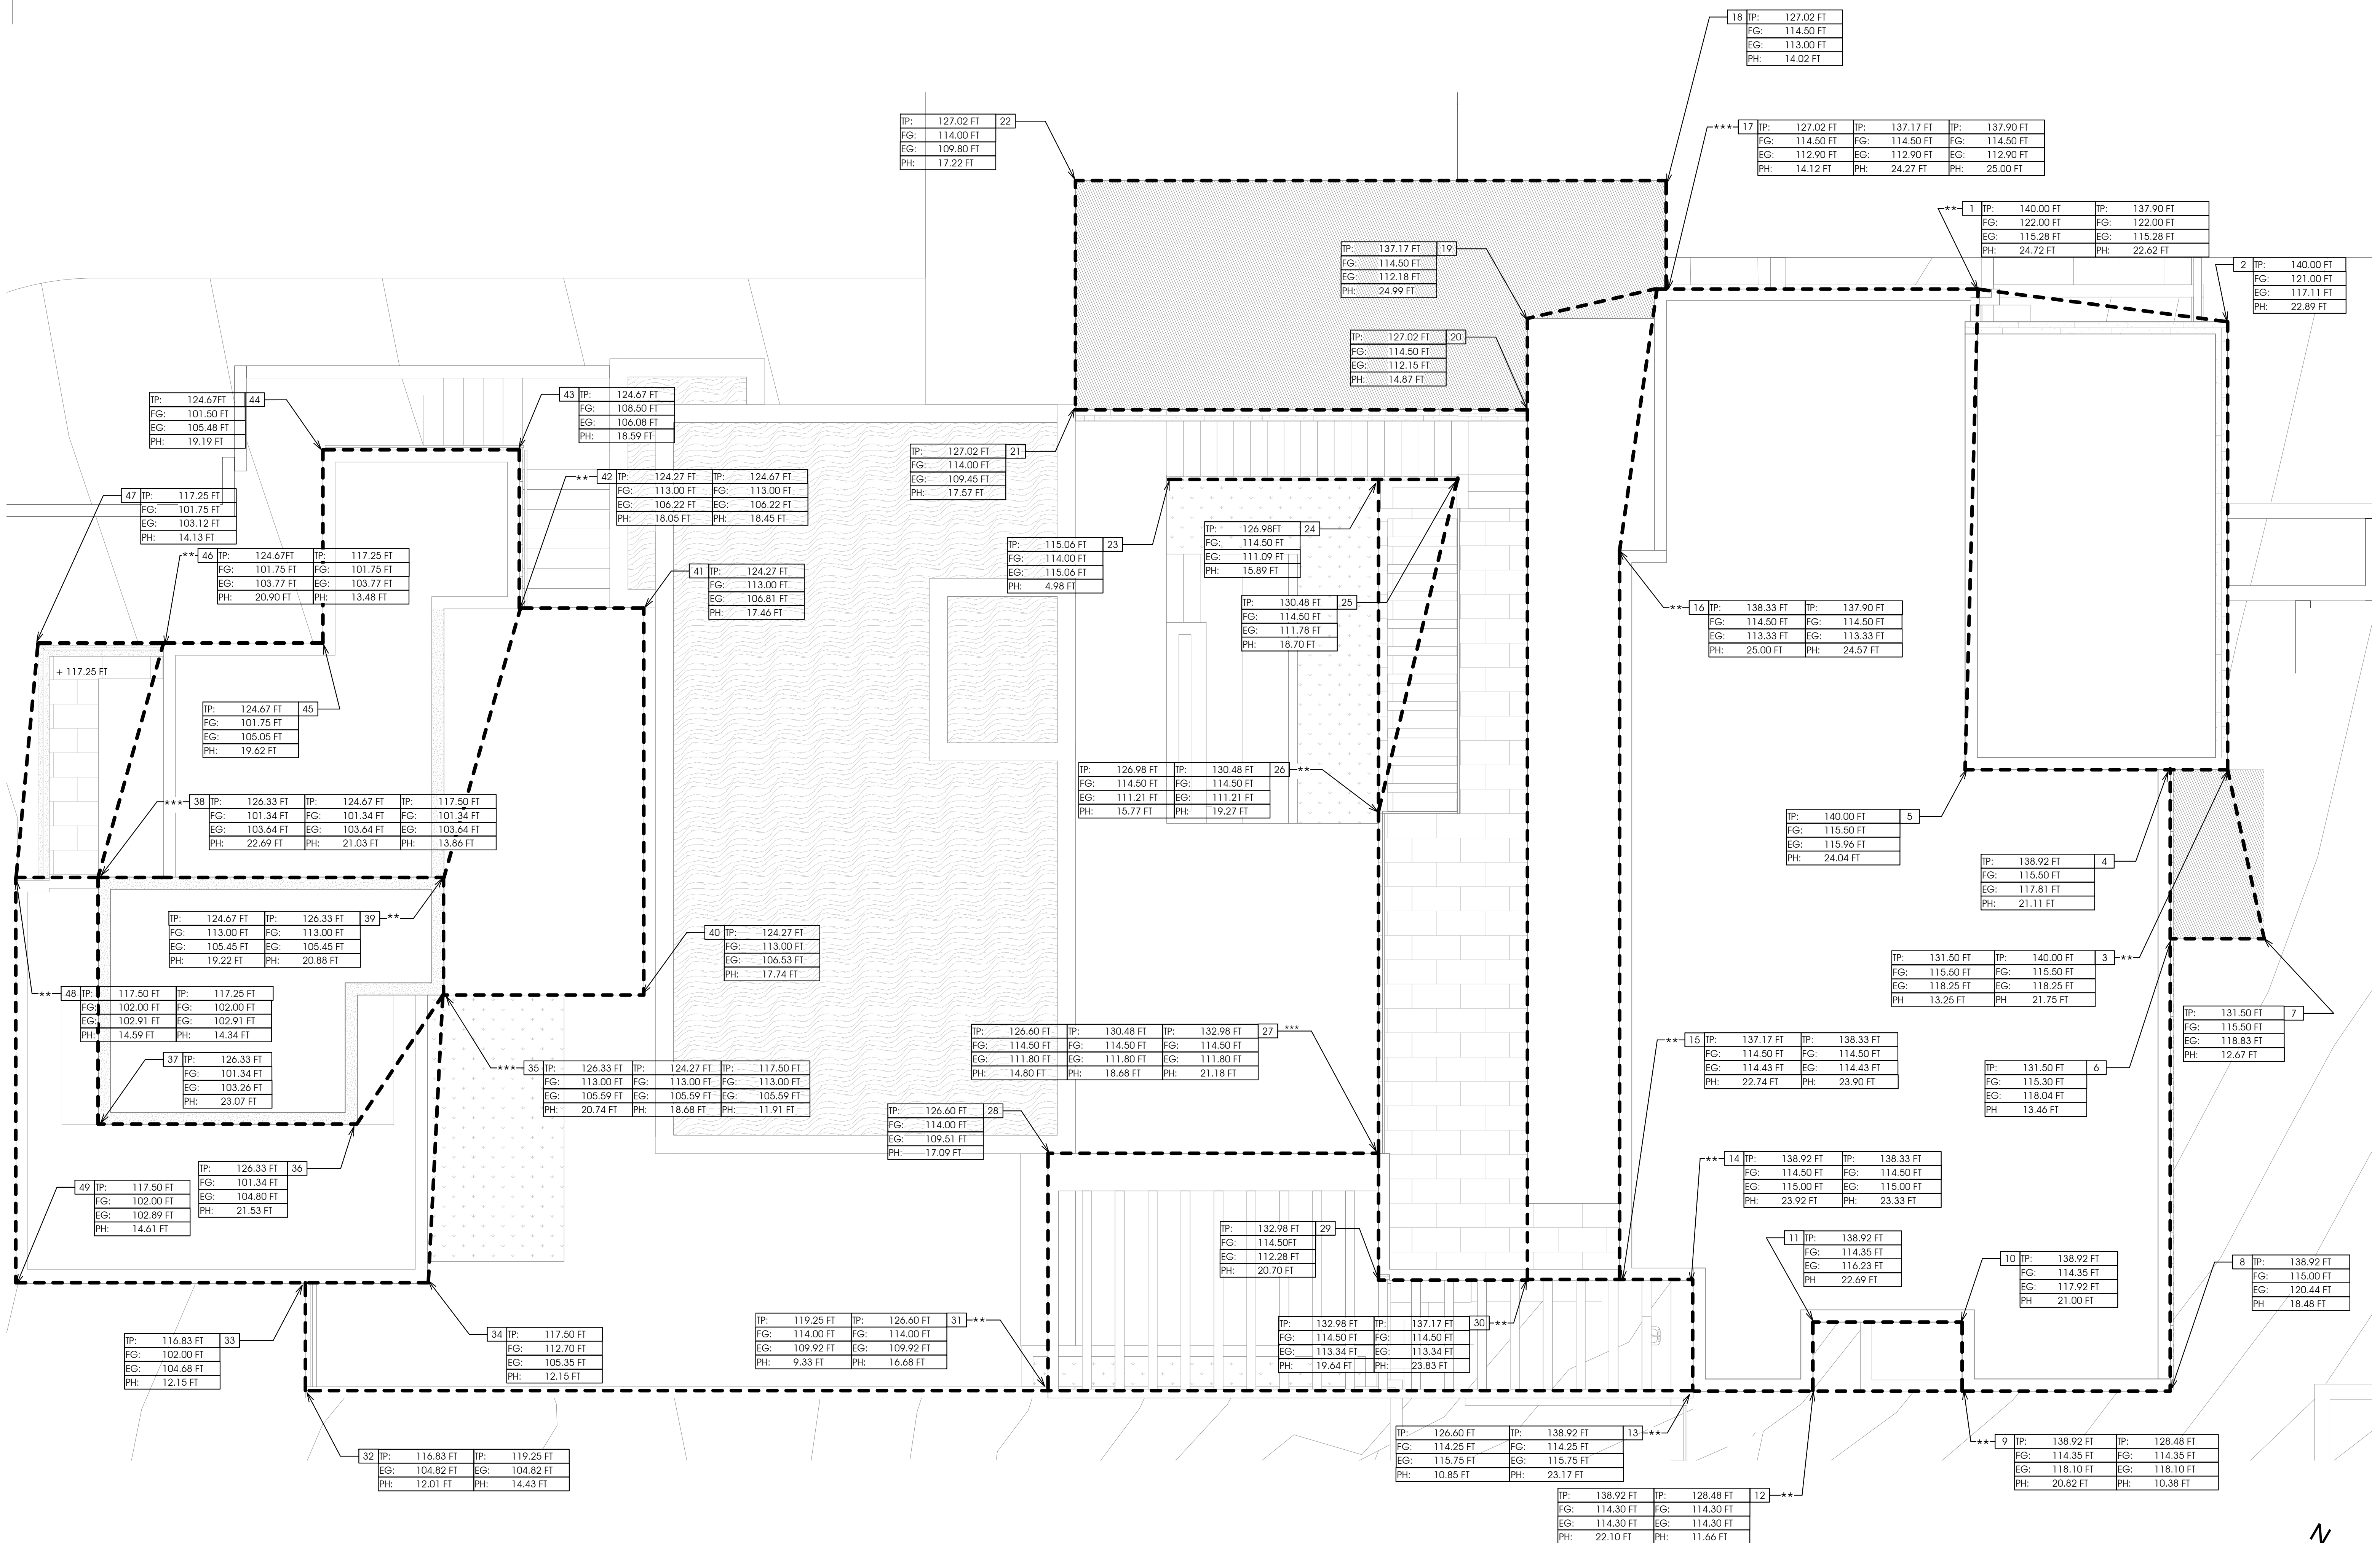 18 TP: 127.02 FT
FG: 114.50 FT
EG: 113.00 FT
PH: 14.02 FT
TP: 127.02 FT 22
FG: 114.00 FT
EG: 109.80 FT
PH: 17.22 FT
*** 17 TP: 127.02 FT TP: 137.17 FT TP: 137.90 FT
FG: 114.50 FT FG: 114.50 FT FG: 114.50 FT
EG: 112.90 FT EG: 112.90 FT EG: 112.90 FT
PH: 14.12 FT PH: 24.27 FT PH: 25.00 FT
** 1 TP: 140.00 FT TP: 137.90 FT
FG: 122.00 FT FG: 122.00 FT
EG: 115.28 FT EG: 115.28 FT
PH: 24.72 FT PH: 22.62 FT
TP: 137.17 FT 19
FG: 114.50 FT
EG: 112.18 FT
PH: 24.99 FT
2 TP: 140.00 FT
FG: 121.00 FT
EG: 117.11 FT
PH: 22.89 FT
TP: 127.02 FT 20
FG: 114.50 FT
EG: 112.15 FT
PH: 14.87 FT
TP: 124.67FT 44
FG: 101.50 FT
EG: 105.48 FT
PH: 19.19 FT
43 TP: 124.67 FT
FG: 108.50 FT
EG: 106.08 FT
PH: 18.59 FT
TP: 127.02 FT 21
FG: 114.00 FT
EG: 109.45 FT
PH: 17.57 FT
** 42 TP: 124.27 FT TP: 124.67 FT
FG: 113.00 FT FG: 113.00 FT
EG: 106.22 FT EG: 106.22 FT
PH: 18.05 FT PH: 18.45 FT
47 TP: 117.25 FT
FG: 101.75 FT
EG: 103.12 FT
PH: 14.13 FT
TP: 126.98FT 24
FG: 114.50 FT
EG: 111.09 FT
PH: 15.89 FT
TP: 115.06 FT 23
FG: 114.00 FT
EG: 115.06 FT
PH: 4.98 FT
** 46 TP: 124.67FT TP: 117.25 FT
FG: 101.75 FT FG: 101.75 FT
EG: 103.77 FT EG: 103.77 FT
PH: 20.90 FT PH: 13.48 FT
41 TP: 124.27 FT
FG: 113.00 FT
EG: 106.81 FT
PH: 17.46 FT
TP: 130.48 FT 25
FG: 114.50 FT
EG: 111.78 FT
PH: 18.70 FT
** 16 TP: 138.33 FT TP: 137.90 FT
FG: 114.50 FT FG: 114.50 FT
EG: 113.33 FT EG: 113.33 FT
PH: 25.00 FT PH: 24.57 FT
+ 117.25 FT
TP: 124.67 FT 45
FG: 101.75 FT
EG: 105.05 FT
PH: 19.62 FT
TP: 126.98 FT TP: 130.48 FT 26 **
FG: 114.50 FT FG: 114.50 FT
EG: 111.21 FT EG: 111.21 FT
PH: 15.77 FT PH: 19.27 FT
*** 38 TP: 126.33 FT TP: 124.67 FT TP: 117.50 FT
FG: 101.34 FT FG: 101.34 FT FG: 101.34 FT
EG: 103.64 FT EG: 103.64 FT EG: 103.64 FT
PH: 22.69 FT PH: 21.03 FT PH: 13.86 FT
TP: 140.00 FT 5
FG: 115.50 FT
EG: 115.96 FT
PH: 24.04 FT
TP: 138.92 FT 4
FG: 115.50 FT
EG: 117.81 FT
PH: 21.11 FT
TP: 124.67 FT TP: 126.33 FT 39 **
FG: 113.00 FT FG: 113.00 FT
EG: 105.45 FT EG: 105.45 FT
PH: 19.22 FT PH: 20.88 FT
40 TP: 124.27 FT
FG: 113.00 FT
EG: 106.53 FT
PH: 17.74 FT
TP: 131.50 FT TP: 140.00 FT 3 **
FG: 115.50 FT FG: 115.50 FT
EG: 118.25 FT EG: 118.25 FT
PH 13.25 FT PH 21.75 FT
** 48 TP: 117.50 FT TP: 117.25 FT
FG: 102.00 FT FG: 102.00 FT
EG: 102.91 FT EG: 102.91 FT
PH: 14.59 FT PH: 14.34 FT
TP: 131.50 FT 7
FG: 115.50 FT
EG: 118.83 FT
PH: 12.67 FT
TP: 126.60 FT TP: 130.48 FT TP: 132.98 FT 27 ***
FG: 114.50 FT FG: 114.50 FT FG: 114.50 FT
EG: 111.80 FT EG: 111.80 FT EG: 111.80 FT
PH: 14.80 FT PH: 18.68 FT PH: 21.18 FT
** 15 TP: 137.17 FT TP: 138.33 FT
FG: 114.50 FT FG: 114.50 FT
EG: 114.43 FT EG: 114.43 FT
PH: 22.74 FT PH: 23.90 FT
37 TP: 126.33 FT
FG: 101.34 FT
EG: 103.26 FT
PH: 23.07 FT
*** 35 TP: 126.33 FT TP: 124.27 FT TP: 117.50 FT
FG: 113.00 FT FG: 113.00 FT FG: 113.00 FT
EG: 105.59 FT EG: 105.59 FT EG: 105.59 FT
PH: 20.74 FT PH: 18.68 FT PH: 11.91 FT
TP: 131.50 FT 6
FG: 115.30 FT
EG: 118.04 FT
PH 13.46 FT
TP: 126.60 FT 28
FG: 114.00 FT
EG: 109.51 FT
PH: 17.09 FT
** 14 TP: 138.92 FT TP: 138.33 FT
FG: 114.50 FT FG: 114.50 FT
EG: 115.00 FT EG: 115.00 FT
PH: 23.92 FT PH: 23.33 FT
TP: 126.33 FT 36
FG: 101.34 FT
EG: 104.80 FT
PH: 21.53 FT
49 TP: 117.50 FT
FG: 102.00 FT
EG: 102.89 FT
PH: 14.61 FT
TP: 132.98 FT 29
FG: 114.50FT
EG: 112.28 FT
PH: 20.70 FT
11 TP: 138.92 FT
FG: 114.35 FT
EG: 116.23 FT
PH 22.69 FT
10 TP: 138.92 FT
FG: 114.35 FT
EG: 117.92 FT
PH 21.00 FT
8 TP: 138.92 FT
FG: 115.00 FT
EG: 120.44 FT
PH 18.48 FT
TP: 119.25 FT TP: 126.60 FT 31 **
FG: 114.00 FT FG: 114.00 FT
EG: 109.92 FT EG: 109.92 FT
PH: 9.33 FT PH: 16.68 FT
TP: 132.98 FT TP: 137.17 FT 30 **
FG: 114.50 FT FG: 114.50 FT
EG: 113.34 FT EG: 113.34 FT
PH: 19.64 FT PH: 23.83 FT
TP: 116.83 FT 33
FG: 102.00 FT
EG: 104.68 FT
PH: 12.15 FT
34 TP: 117.50 FT
FG: 112.70 FT
EG: 105.35 FT
PH: 12.15 FT
TP: 126.60 FT TP: 138.92 FT 13 **
FG: 114.25 FT FG: 114.25 FT
EG: 115.75 FT EG: 115.75 FT
PH: 10.85 FT PH: 23.17 FT
** 9 TP: 138.92 FT TP: 128.48 FT
FG: 114.35 FT FG: 114.35 FT
EG: 118.10 FT EG: 118.10 FT
PH: 20.82 FT PH: 10.38 FT
32 TP: 116.83 FT TP: 119.25 FT
EG: 104.82 FT EG: 104.82 FT
PH: 12.01 FT PH: 14.43 FT
TP: 138.92 FT TP: 128.48 FT 12 **
FG: 114.30 FT FG: 114.30 FT
EG: 114.30 FT EG: 114.30 FT
PH: 22.10 FT PH: 11.66 FT
N